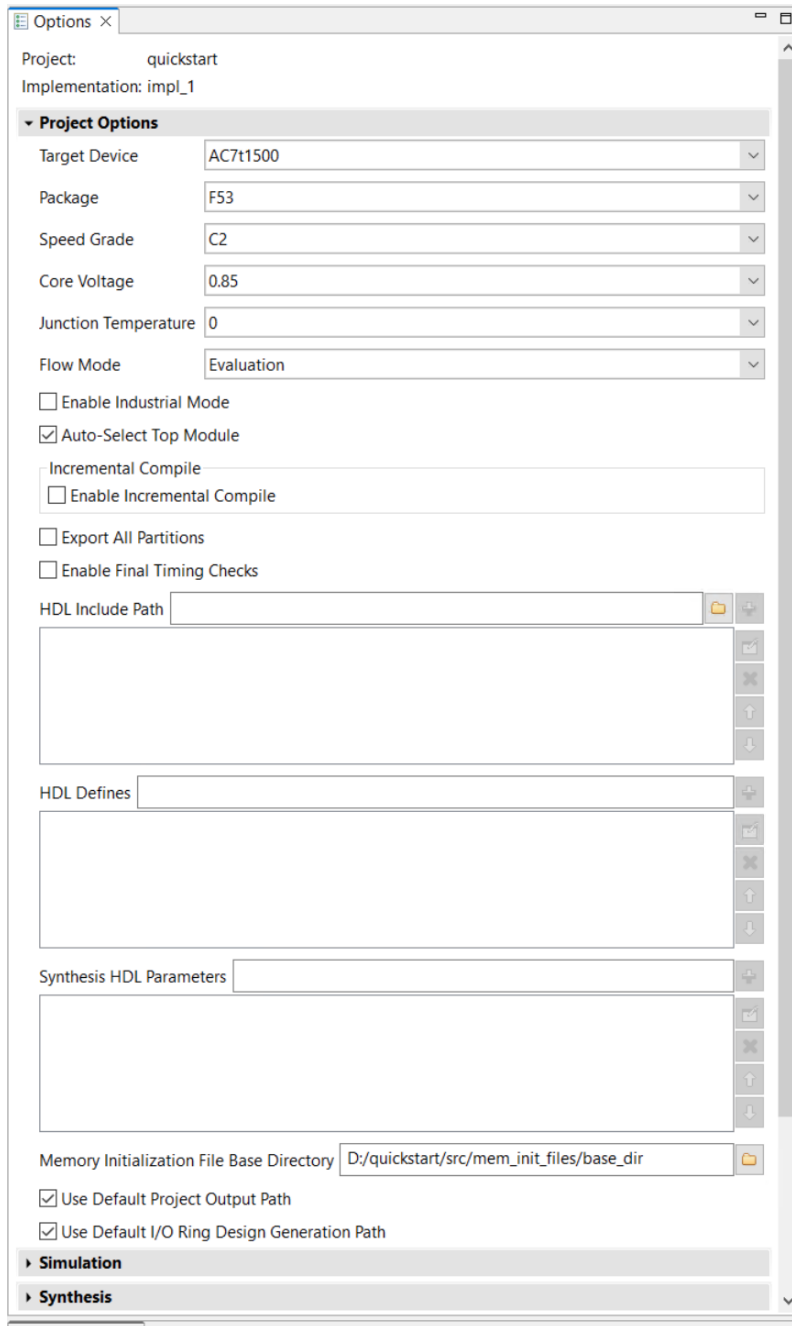 Options
Project: quickstart
Implementation: impl_1
Project Options
Target Device AC7t1500
Package F53
Speed Grade C2
Core Voltage 0.85
Junction Temperature 0
Flow Mode Evaluation
Enable Industrial Mode
Auto-Select Top Module
Incremental Compile
Enable Incremental Compile
Export All Partitions
Enable Final Timing Checks
HDL Include Path
HDL Defines
Synthesis HDL Parameters
Memory Initialization File Base Directory D:/quickstart/src/mem_init_files/base_dir
Use Default Project Output Path
Use Default I/O Ring Design Generation Path
Simulation
Synthesis